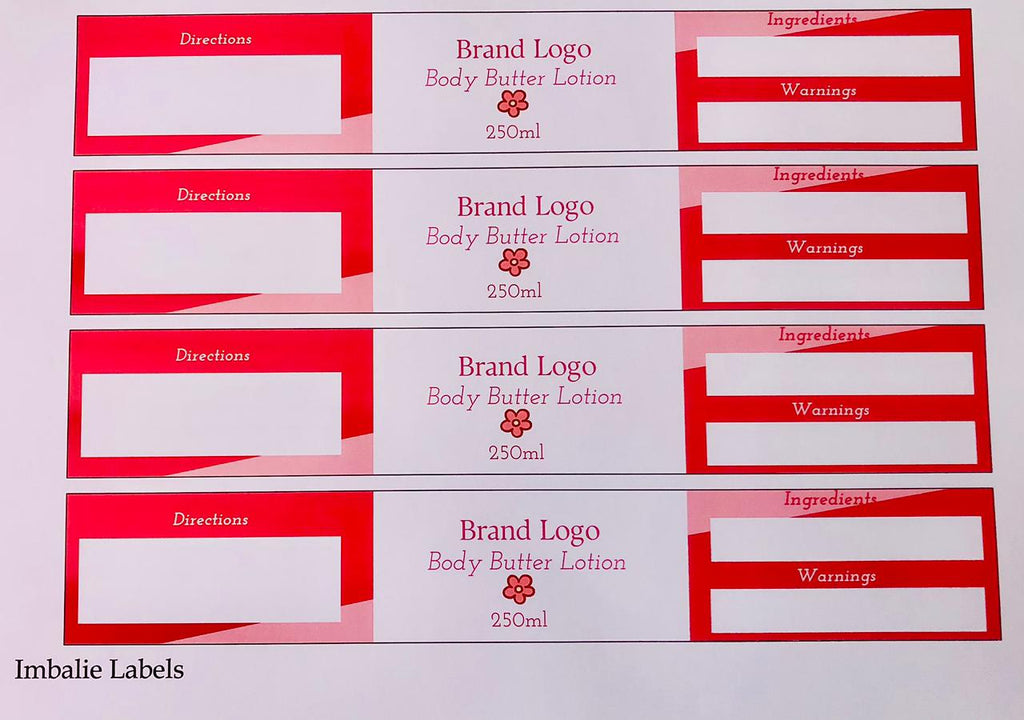 Directions
Brand Logo
Body Butter Lotion
250ml
Ingredients
Warnings
Directions
Brand Logo
Body Butter Lotion
250ml
Ingredients
Warnings
Directions
Brand Logo
Body Butter Lotion
250ml
Ingredients
Warnings
Directions
Brand Logo
Body Butter Lotion
250ml
Ingredients
Warnings
Imbalie Labels